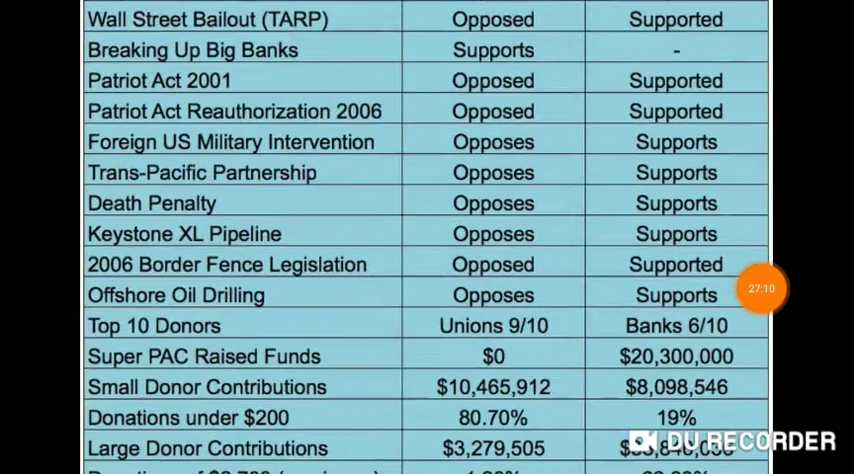 Wall Street Bailout (TARP) Opposed Supported
Breaking Up Big Banks Supports -
Patriot Act 2001 Opposed Supported
Patriot Act Reauthorization 2006 Opposed Supported
Foreign US Military Intervention Opposes Supports
Trans-Pacific Partnership Opposes Supports
Death Penalty Opposes Supports
Keystone XL Pipeline Opposes Supports
2006 Border Fence Legislation Opposed Supported
Offshore Oil Drilling Opposes Supports
27:10
Top 10 Donors Unions 9/10 Banks 6/10
Super PAC Raised Funds $0 $20,300,000
Small Donor Contributions $10,465,912 $8,098,546
Donations under $200 80.70% 19%
Large Donor Contributions $3,279,505
DU RECORDER